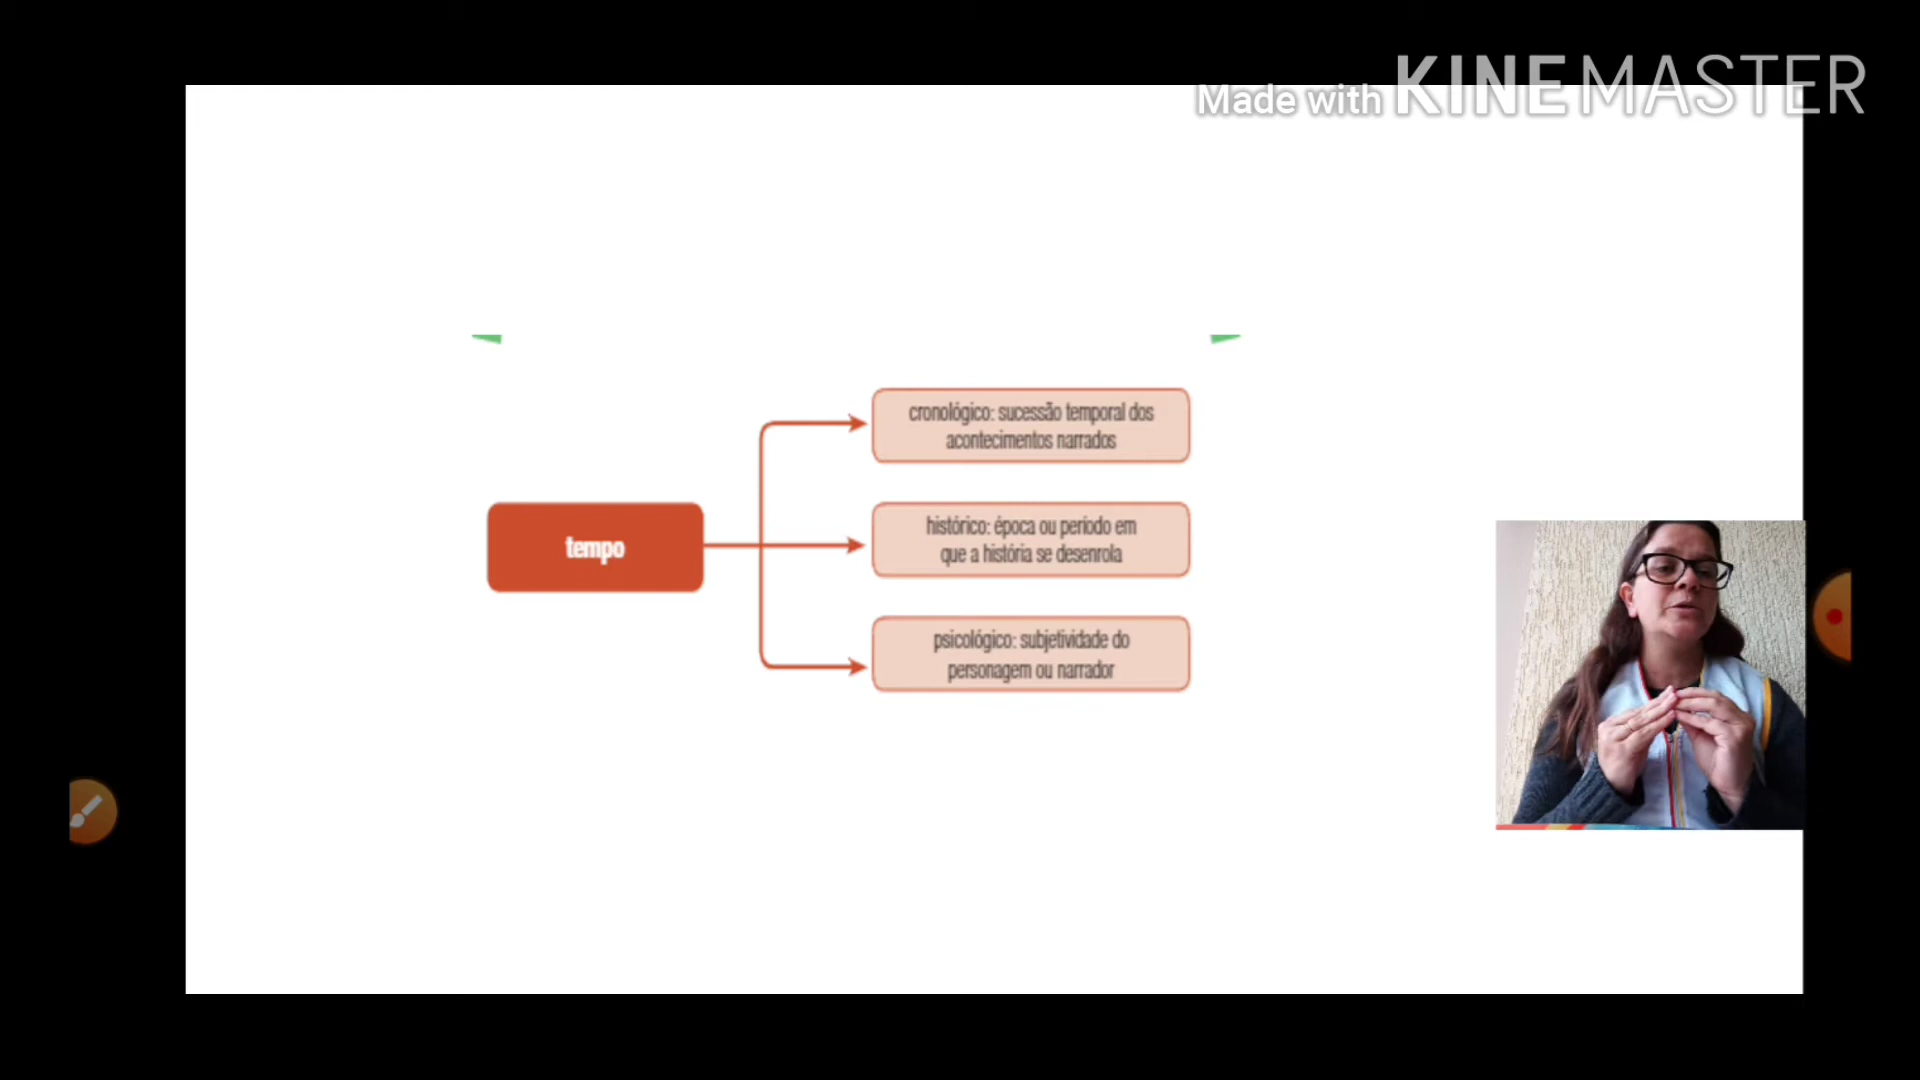 Made with KINEMASTER
cronológico: sucessão temporal dos
acontecimentos narrados
tempo
histórico: época ou período em
que a história se desenrola
psicológico: subjetividade do
personagem ou narrador